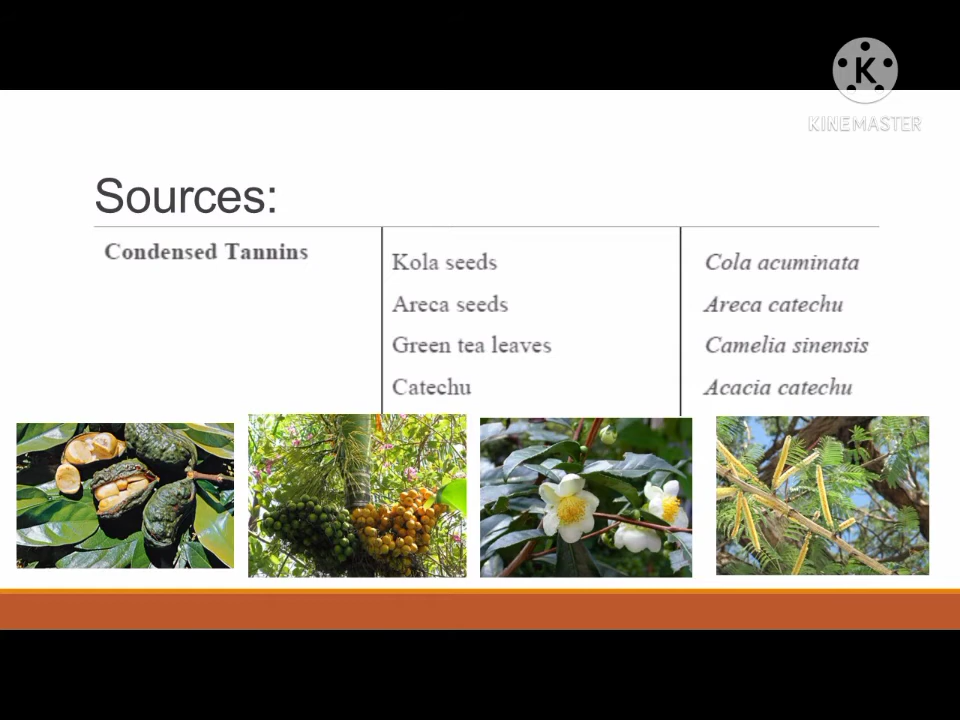 K
KINEMASTER
Sources:
Condensed Tannins
Kola seeds Cola acuminata
Areca seeds Areca catechu
Green tea leaves Camelia sinensis
Catechu Acacia catechu